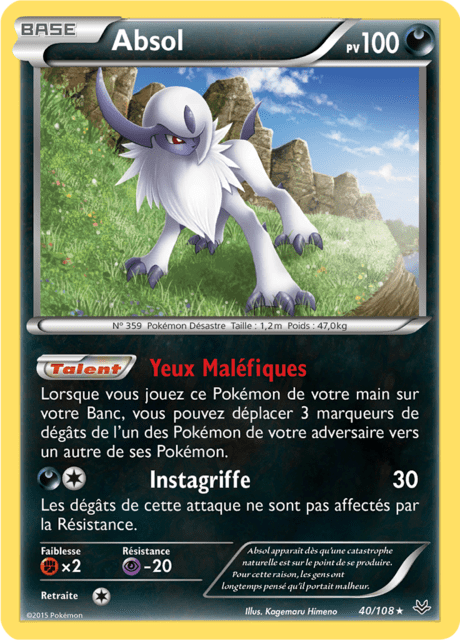 BASE
Absol
PV 100
N° 359 Pokémon Désastre Taille : 1,2m Poids : 47,0kg
Talent Yeux Maléfiques
Lorsque vous jouez ce Pokémon de votre main sur
votre Banc, vous pouvez déplacer 3 marqueurs de
dégâts de l'un des Pokémon de votre adversaire vers
un autre de ses Pokémon.
Instagriffe 30
Les dégâts de cette attaque ne sont pas affectés par
la Résistance.
Faiblesse
×2
Résistance
-20
Retraite
Absol apparaît dès qu'une catastrophe
naturelle est sur le point de se produire.
Pour cette raison, les gens ont
longtemps pensé qu'il portait malheur.
©2015 Pokémon
Illus. Kagemaru Himeno
40/108 ★